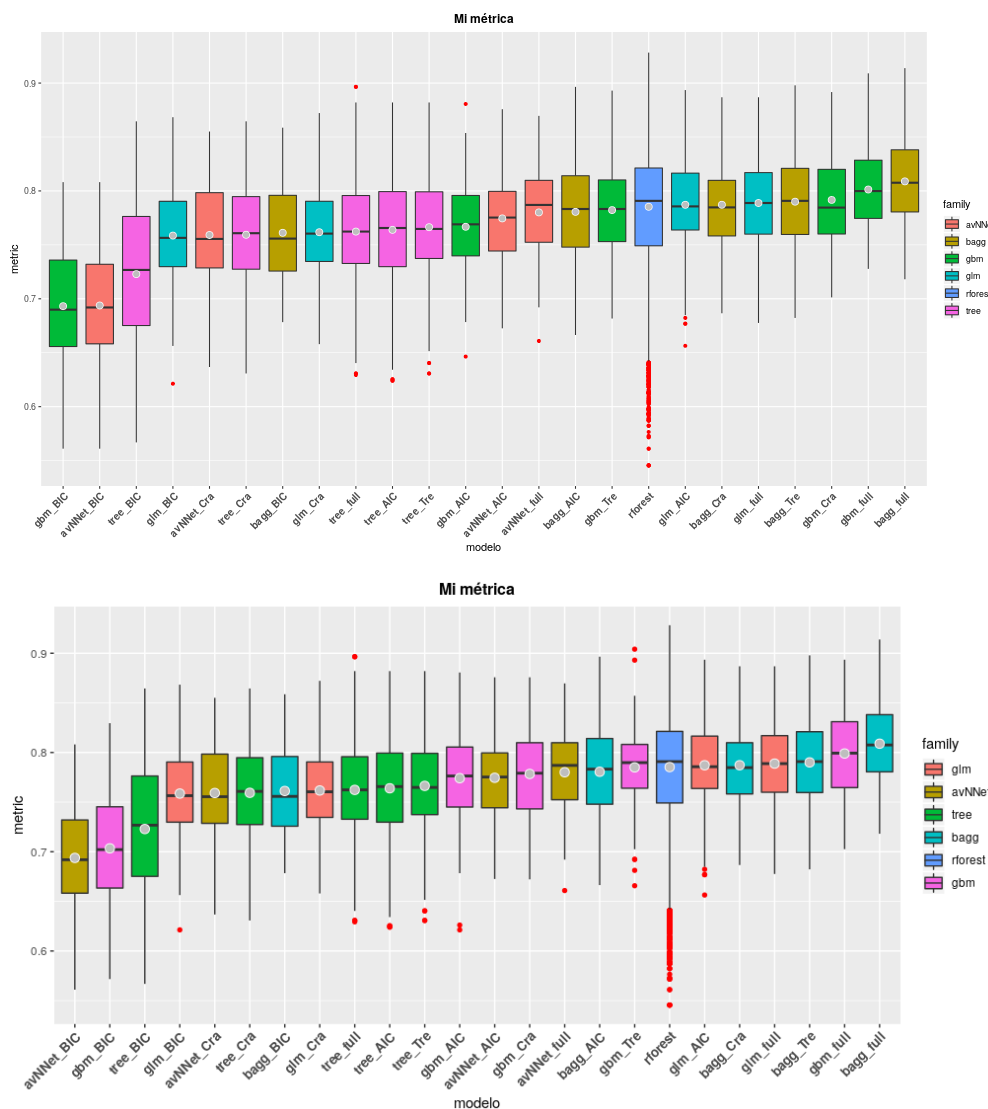 Mi métrica
0.9
0.8
0.7
0.6
metric
gbm_BIC
avNNet_BIC
tree_BIC
glm_BIC
avNNet_Cra
tree_Cra
bagg_BIC
glm_Cra
tree_full
tree_AIC
tree_Tre
gbm_AIC
avNNet_AIC
avNNet_full
bagg_AIC
gbm_Tre
rforest
glm_AIC
bagg_Cra
glm_full
bagg_Tre
gbm_Cra
gbm_full
bagg_full
modelo
family
avNN
bagg
gbm
glm
rfores
tree
Mi métrica
0.9
0.8
0.7
0.6
metric
avNNet_BIC
gbm_BIC
tree_BIC
glm_BIC
avNNet_Cra
tree_Cra
bagg_BIC
glm_Cra
tree_full
tree_AIC
tree_Tre
gbm_AIC
avNNet_AIC
gbm_Cra
avNNet_full
bagg_AIC
gbm_Tre
rforest
glm_AIC
bagg_Cra
glm_full
bagg_Tre
gbm_full
bagg_full
modelo
family
glm
avNNe
tree
bagg
rforest
gbm